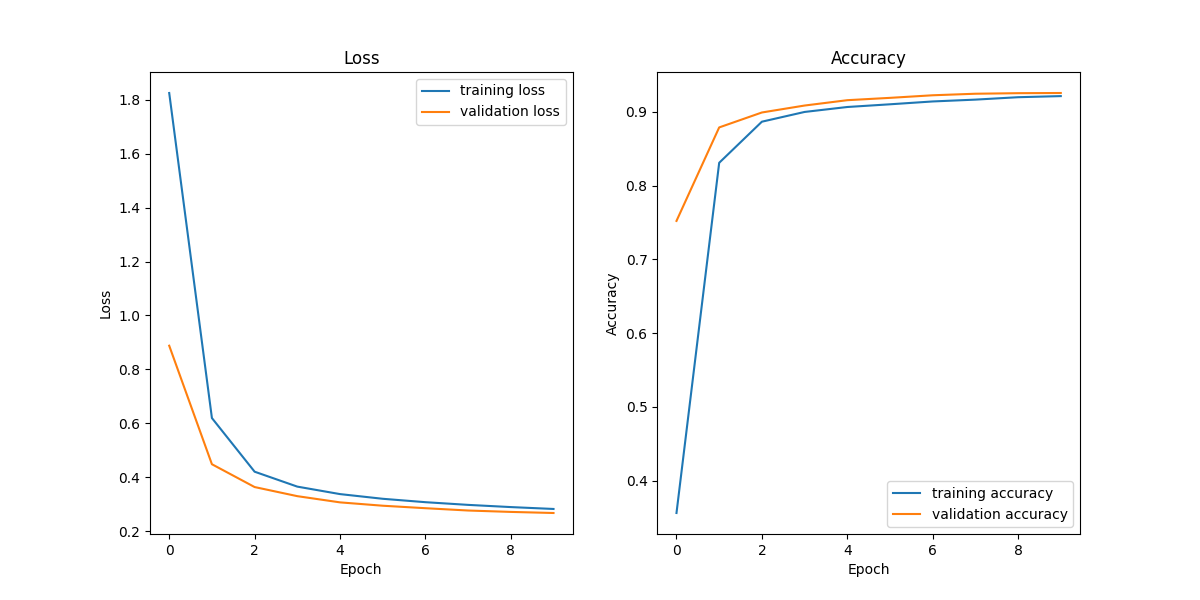 Loss
training loss
validation loss
1.8
1.6
1.4
1.2
1.0
0.8
0.6
0.4
0.2
Loss
0 2 4 6 8
Epoch
Accuracy
0.9
0.8
0.7
0.6
0.5
0.4
Accuracy
training accuracy
validation accuracy
0 2 4 6 8
Epoch